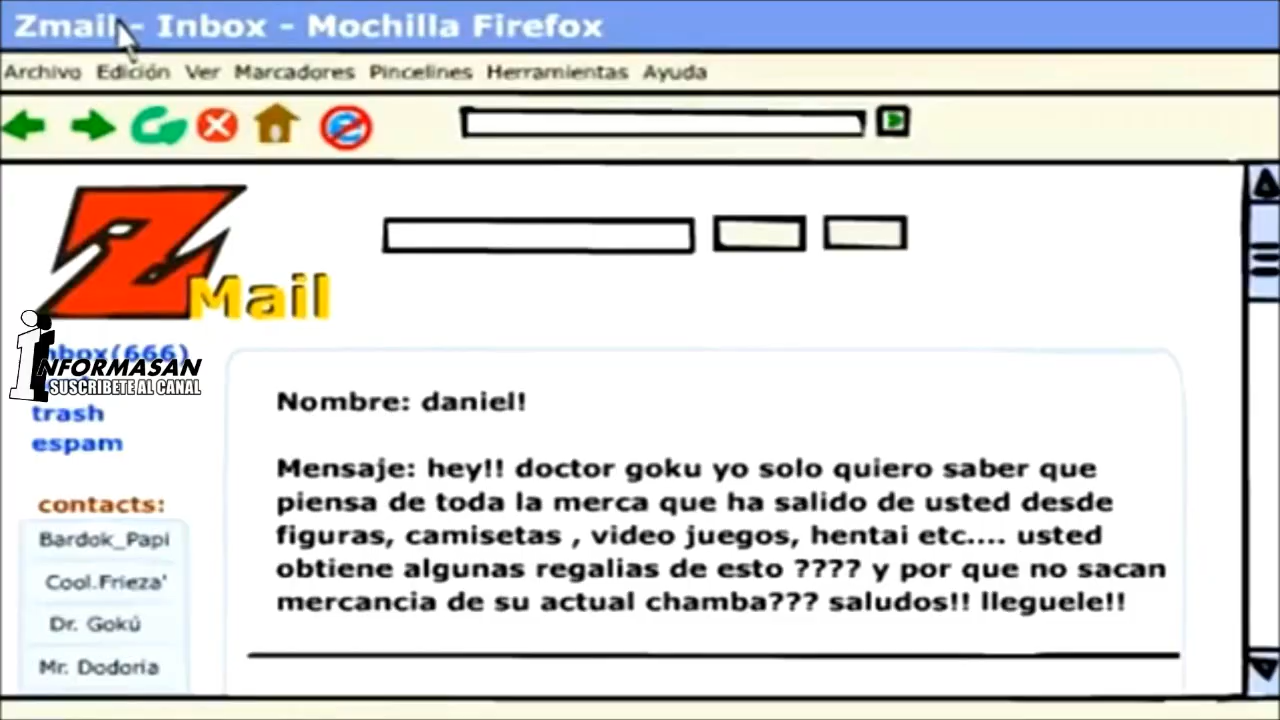 Zmail - Inbox - Mochilla Firefox
Archivo Edición Ver Marcadores Pincelines Herramientas Ayuda
Z Mail
nbox(666)
iNFORMASAN
SUSCRIBETE AL CANAL
trash
espam
contacts:
Bardok_Papi
Cool.Frieza'
Dr. Gokú
Mr. Dodoria
Nombre: daniel!
Mensaje: hey!! doctor goku yo solo quiero saber que
piensa de toda la merca que ha salido de usted desde
figuras, camisetas , video juegos, hentai etc.... usted
obtiene algunas regalias de esto ???? y por que no sacan
mercancia de su actual chamba??? saludos!! lleguele!!